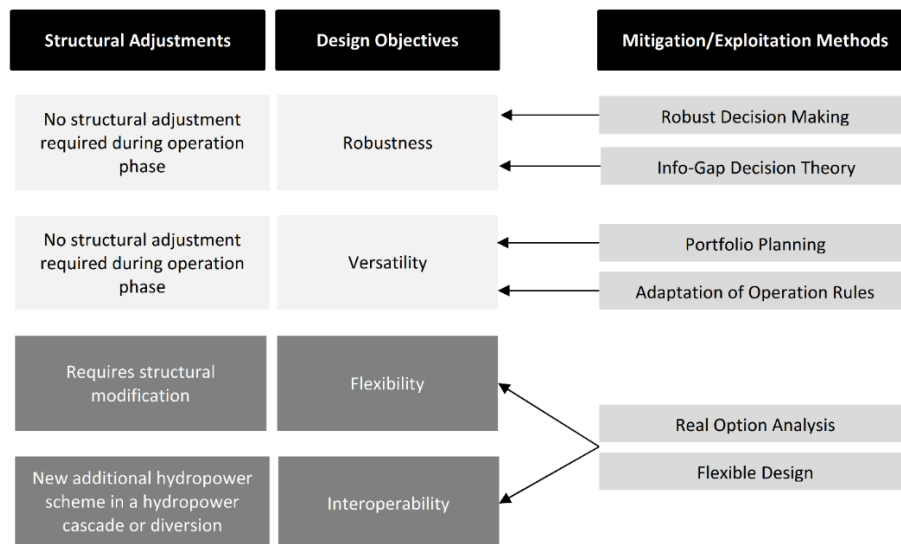 Structural Adjustments
Design Objectives
Mitigation/Exploitation Methods
No structural adjustment
required during operation
phase
Robustness
Robust Decision Making
Info-Gap Decision Theory
No structural adjustment
required during operation
phase
Versatility
Portfolio Planning
Adaptation of Operation Rules
Requires structural
modification
Flexibility
Real Option Analysis
Flexible Design
New additional hydropower
scheme in a hydropower
cascade or diversion
Interoperability